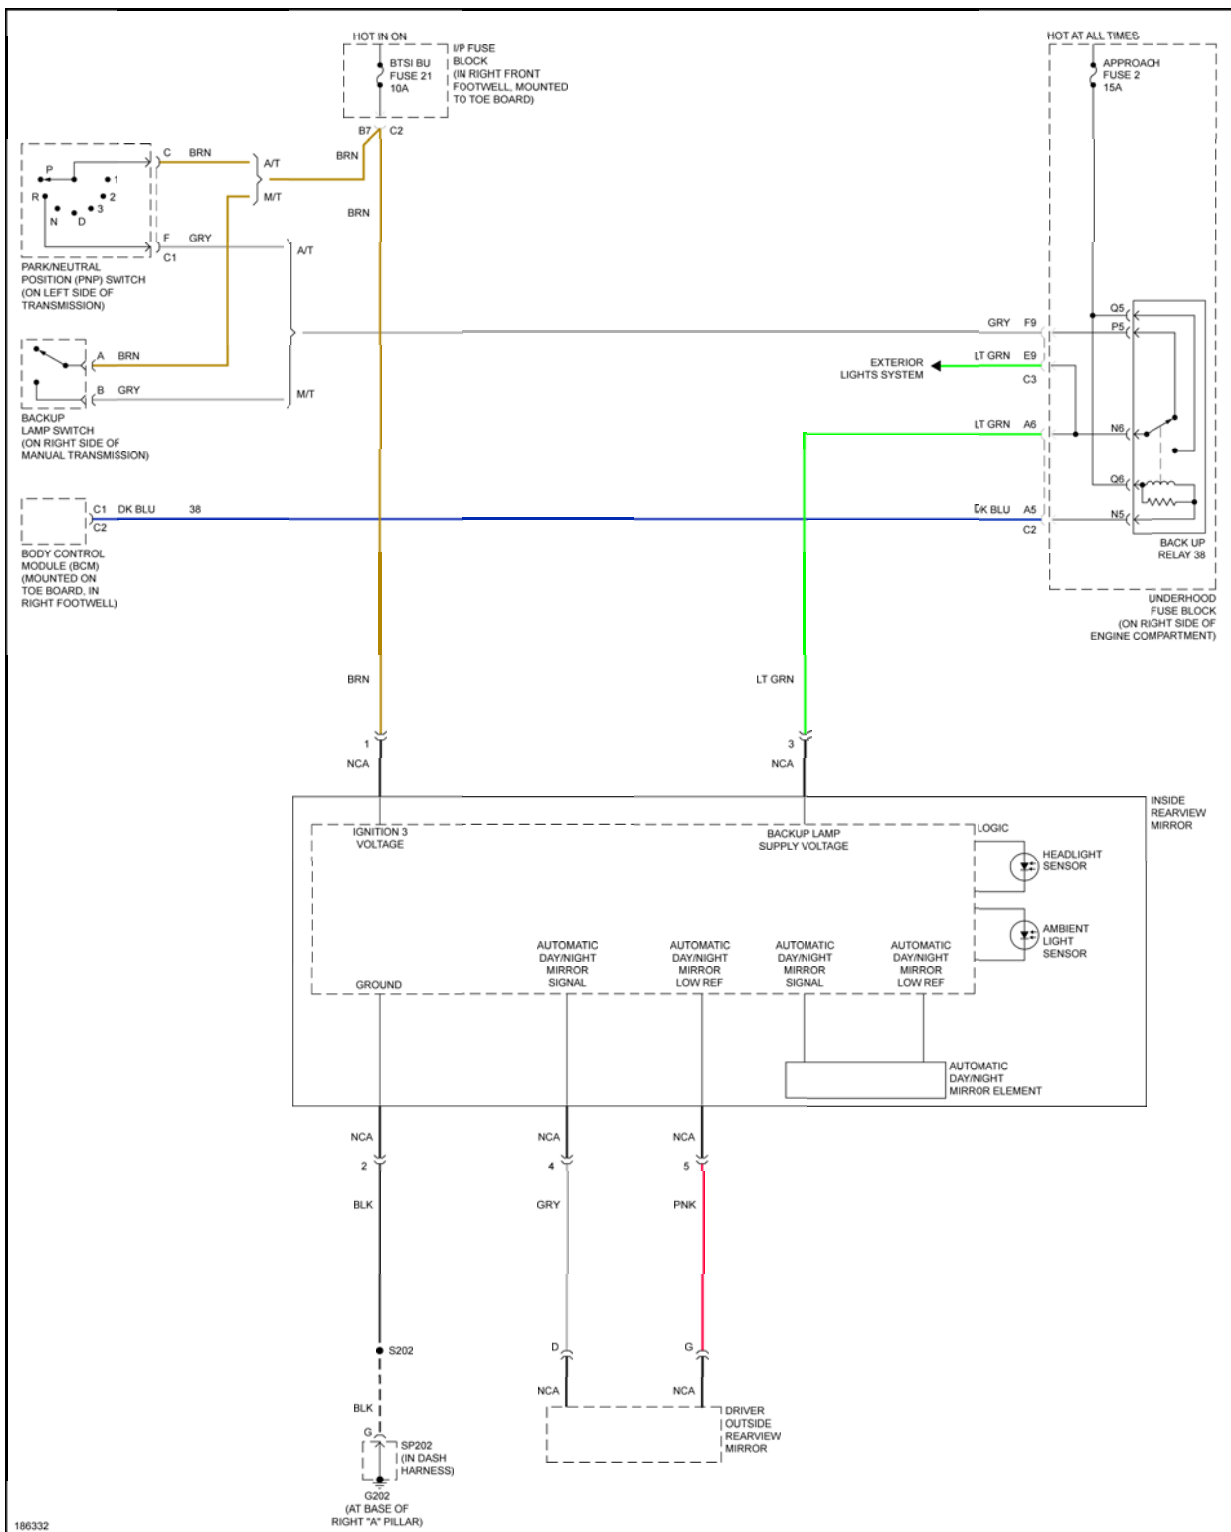 HOT IN ON
BTSI BU
FUSE 21
10A
I/P FUSE
BLOCK
(IN RIGHT FRONT
FOOTWELL, MOUNTED
TO TOE BOARD)
B7
C2
BRN
BRN
HOT AT ALL TIMES
APPROACH
FUSE 2
15A
C
BRN
A/T
M/T
P
1
R
2
N
D
3
F
GRY
C1
A/T
PARK/NEUTRAL
POSITION (PNP) SWITCH
(ON LEFT SIDE OF
TRANSMISSION)
A
BRN
B
GRY
M/T
BACKUP
LAMP SWITCH
(ON RIGHT SIDE OF
MANUAL TRANSMISSION)
Q5
GRY
F9
P5
EXTERIOR
LIGHTS SYSTEM
LT GRN
E9
C3
LT GRN
A6
N6
Q6
C1
DK BLU
38
C2
DK BLU
A5
N5
C2
BACK UP
RELAY 38
BODY CONTROL
MODULE (BCM)
(MOUNTED ON
TOE BOARD, IN
RIGHT FOOTWELL)
UNDERHOOD
FUSE BLOCK
(ON RIGHT SIDE OF
ENGINE COMPARTMENT)
BRN
LT GRN
1
NCA
3
NCA
INSIDE
REARVIEW
MIRROR
IGNITION 3
VOLTAGE
BACKUP LAMP
SUPPLY VOLTAGE
LOGIC
HEADLIGHT
SENSOR
AMBIENT
LIGHT
SENSOR
GROUND
AUTOMATIC
DAY/NIGHT
MIRROR
SIGNAL
AUTOMATIC
DAY/NIGHT
MIRROR
LOW REF
AUTOMATIC
DAY/NIGHT
MIRROR
SIGNAL
AUTOMATIC
DAY/NIGHT
MIRROR
LOW REF
AUTOMATIC
DAY/NIGHT
MIRROR ELEMENT
NCA
NCA
NCA
2
4
5
BLK
GRY
PNK
S202
D
G
BLK
NCA
NCA
G
SP202
(IN DASH
HARNESS)
DRIVER
OUTSIDE
REARVIEW
MIRROR
G202
(AT BASE OF
RIGHT "A" PILLAR)
186332